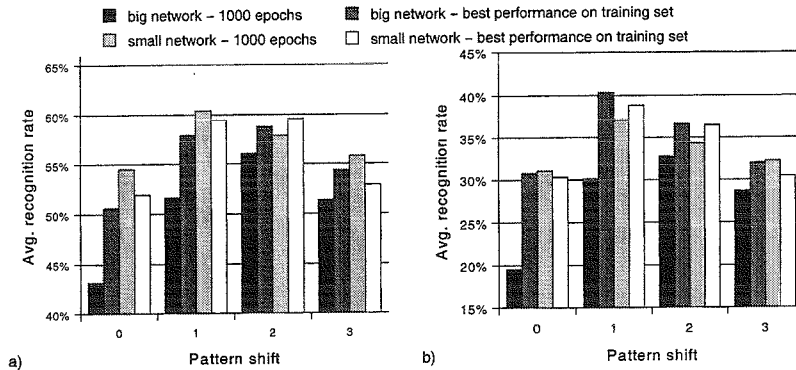 big network – 1000 epochs
big network – best performance on training set
small network – 1000 epochs
small network – best performance on training set
65%
60%
55%
50%
45%
40%
Avg. recognition rate
0 1 2 3
Pattern shift
a)
45%
40%
35%
30%
25%
20%
15%
Avg. recognition rate
0 1 2 3
Pattern shift
b)